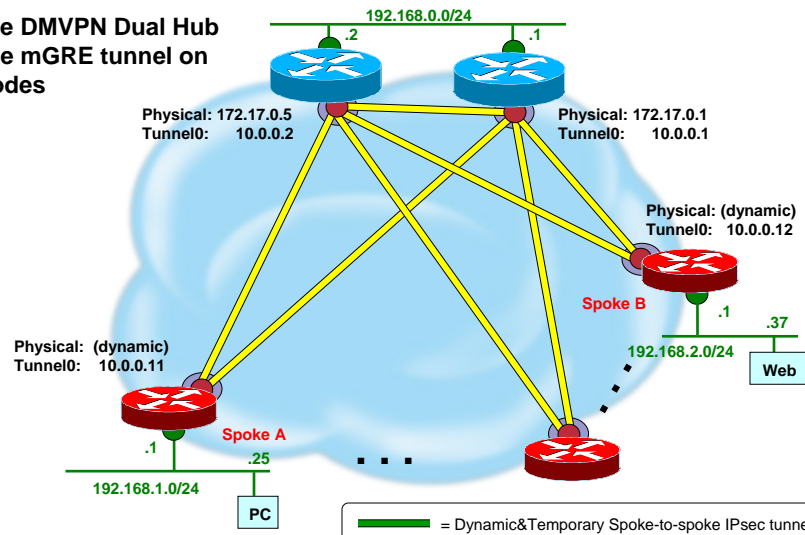 e DMVPN Dual Hub
e mGRE tunnel on
odes
192.168.0.0/24
.2
.1
Physical: 172.17.0.5
Tunnel0: 10.0.0.2
Physical: 172.17.0.1
Tunnel0: 10.0.0.1
Physical: (dynamic)
Tunnel0: 10.0.0.12
Spoke B
.1
.37
192.168.2.0/24
Web
Physical: (dynamic)
Tunnel0: 10.0.0.11
Spoke A
.1
.25
192.168.1.0/24
. . .
PC
= Dynamic&Temporary Spoke-to-spoke IPsec tunne